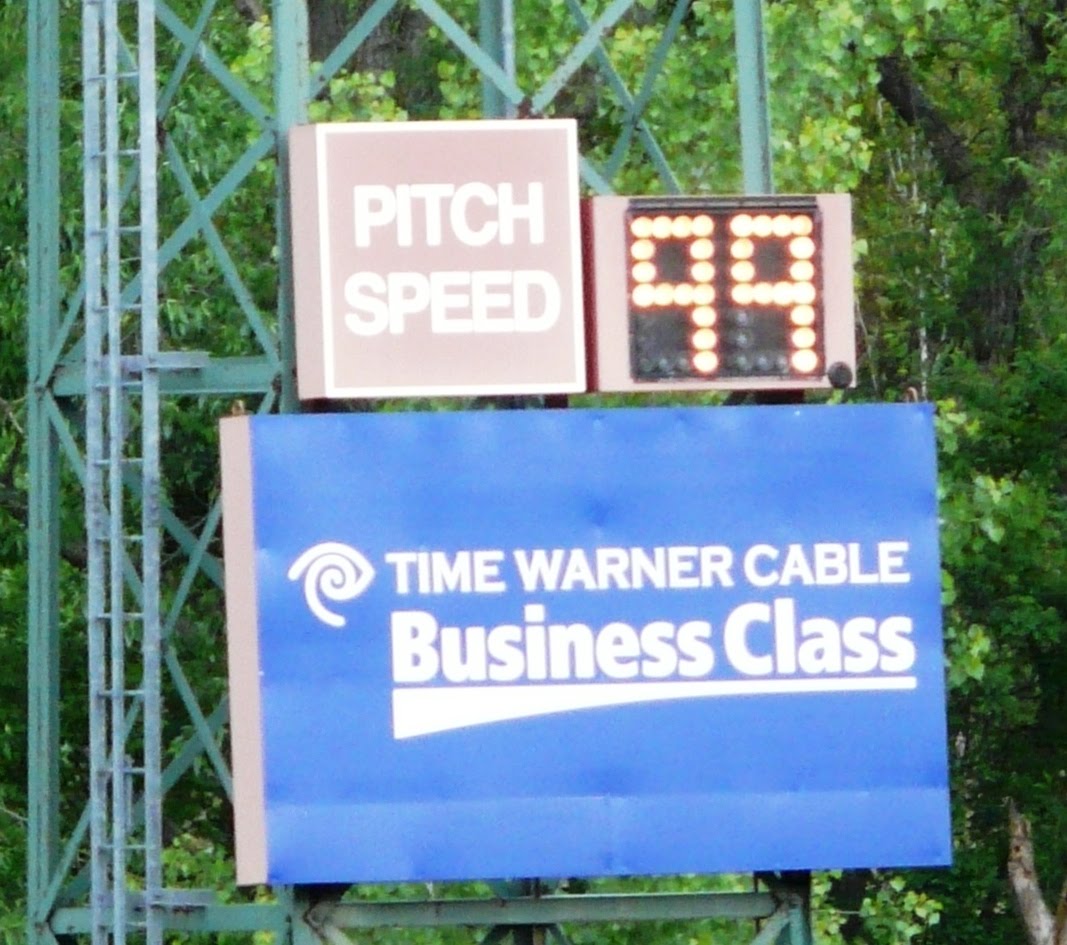 PITCH
SPEED
99
TIME WARNER CABLE
Business Class